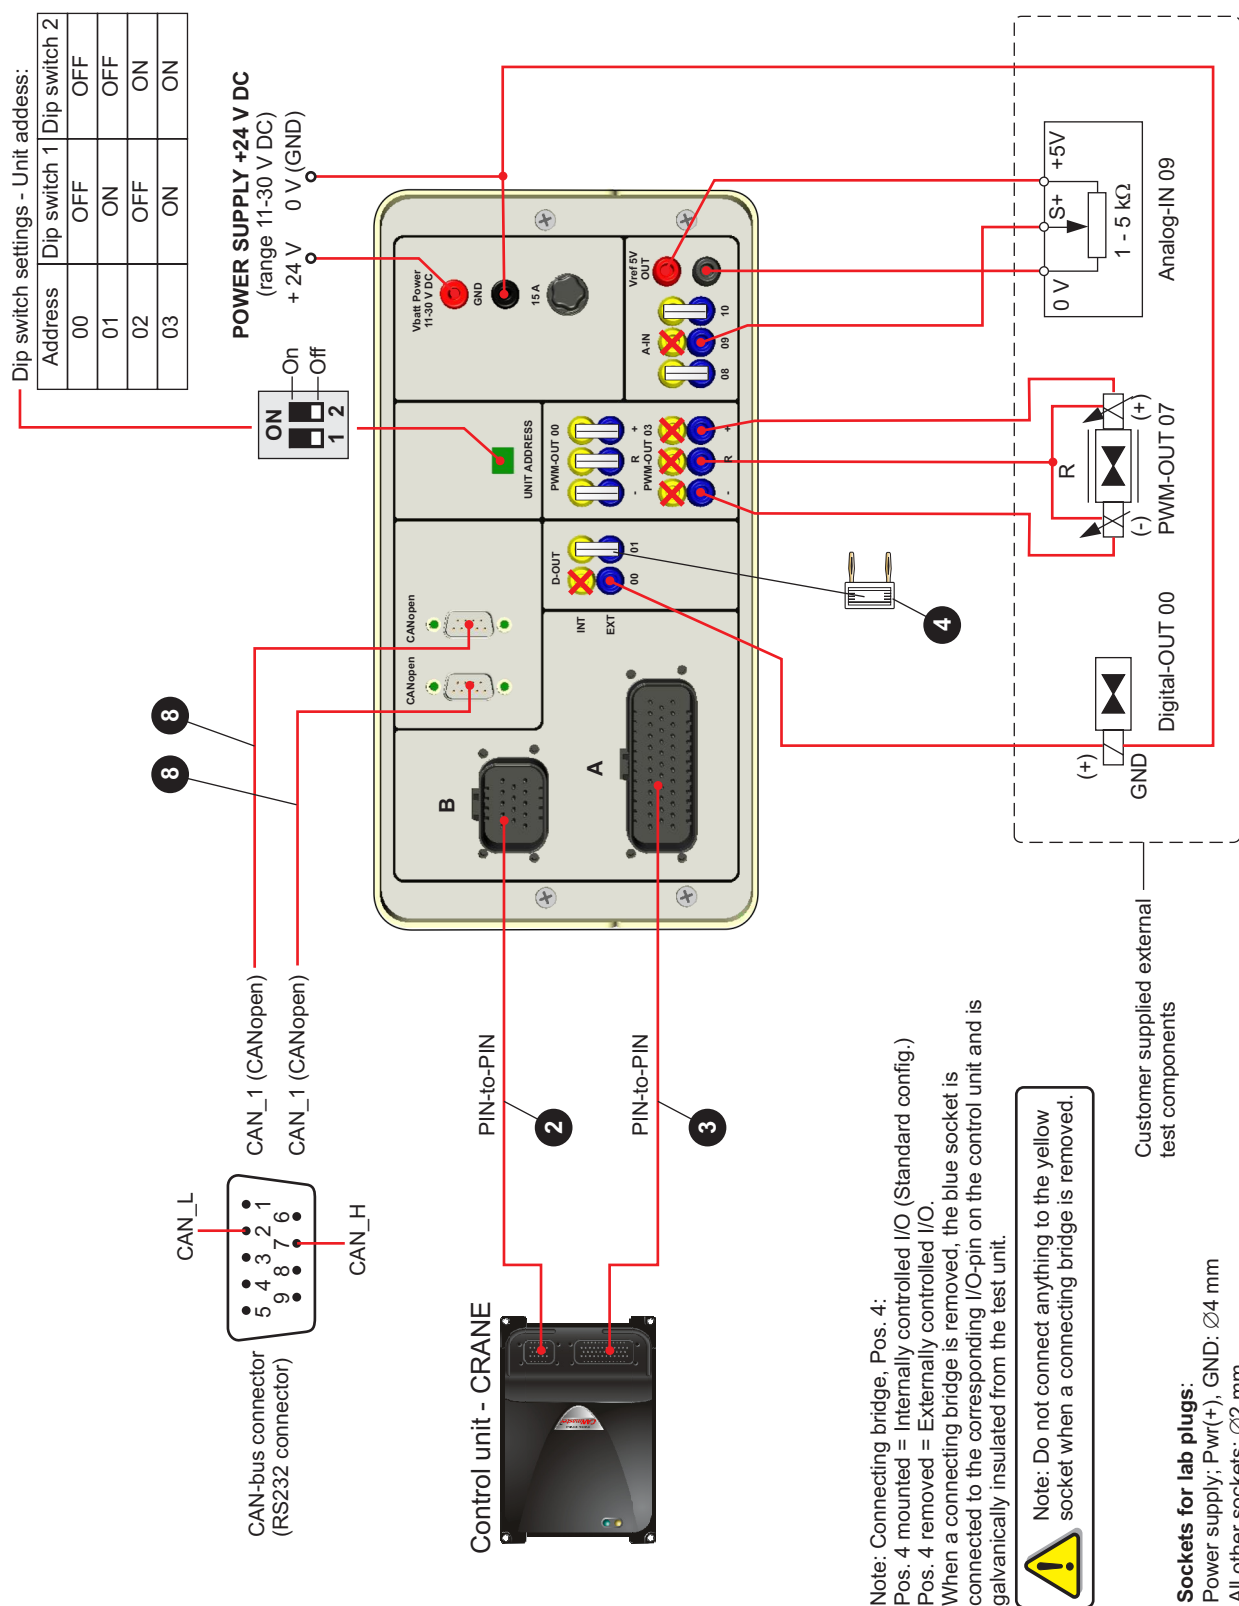 Dip switch settings - Unit addess:
Address Dip switch 1 Dip switch 2
00 OFF OFF
01 ON OFF
02 OFF ON
03 ON ON
ON
1 2
On
Off
POWER SUPPLY +24 V DC
(range 11-30 V DC)
+ 24 V 0 V (GND)
CAN_L
5 4 3 2 1
9 8 7 6
CAN_H
CAN-bus connector
(RS232 connector)
CAN_1 (CANopen)
CAN_1 (CANopen)
8 8
CANopen CANopen
UNIT ADDRESS
Vbatt Power
11-30 V DC
GND
15 A
B
A
D-OUT
INT
EXT
00 01
PWM-OUT 00
- R +
PWM-OUT 03
- R +
A-IN
08 09 10
Vref 5V
OUT
Control unit - CRANE
PIN-to-PIN
2
PIN-to-PIN
3
4
Note: Connecting bridge, Pos. 4:
Pos. 4 mounted = Internally controlled I/O (Standard config.)
Pos. 4 removed = Externally controlled I/O.
When a connecting bridge is removed, the blue socket is
connected to the corresponding I/O-pin on the control unit and is
galvanically insulated from the test unit.
Note: Do not connect anything to the yellow
socket when a connecting bridge is removed.
Customer supplied external
test components
(+)
GND
Digital-OUT 00
R
(-) (+)
PWM-OUT 07
0 V S+ +5V
1 - 5 kΩ
Analog-IN 09
Sockets for lab plugs:
Power supply; Pwr(+), GND: ∅4 mm
All other sockets: ∅2 mm